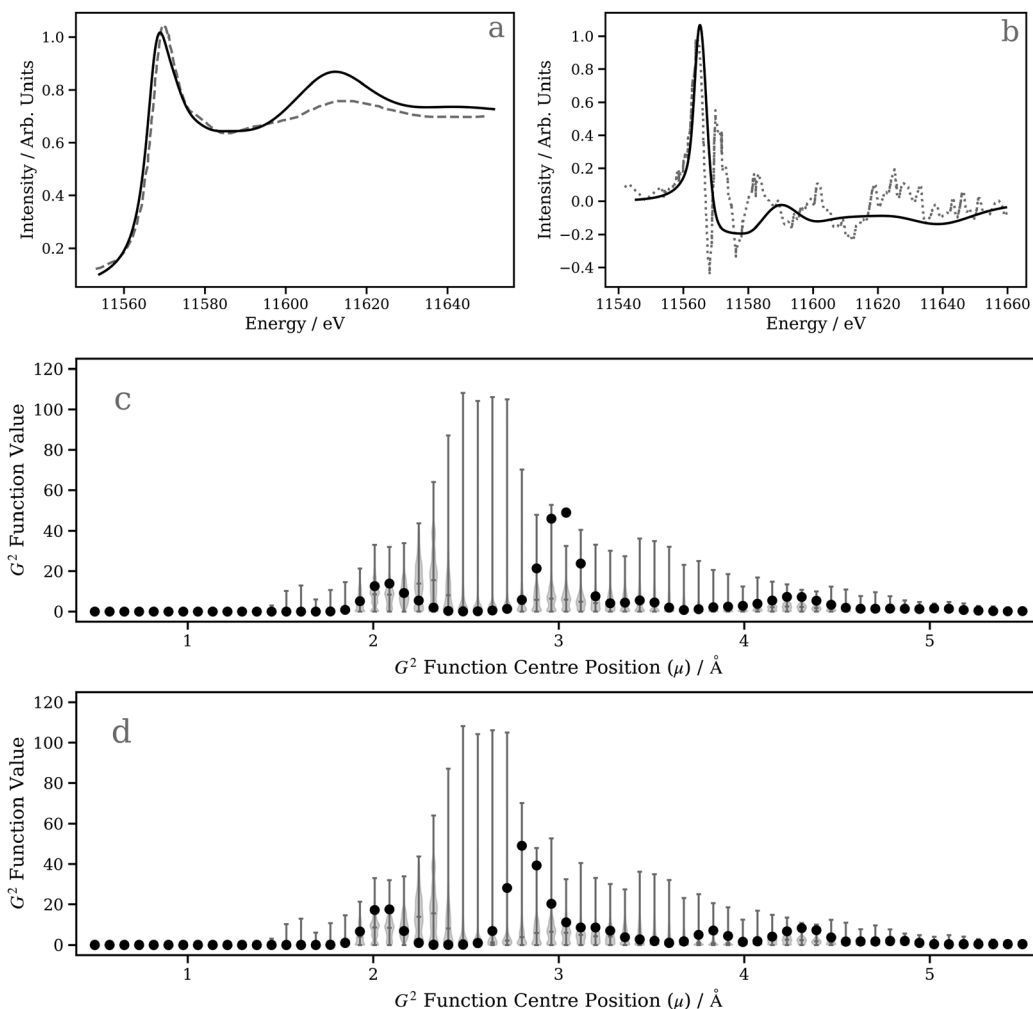 a
1.0
0.8
0.6
0.4
0.2
Intensity / Arb. Units
11560 11580 11600 11620 11640
Energy / eV
b
1.0
0.8
0.6
0.4
0.2
0.0
−0.2
−0.4
Intensity / Arb. Units
11540 11560 11580 11600 11620 11640 11660
Energy / eV
c
120
100
80
60
40
20
0
G² Function Value
1 2 3 4 5
G² Function Centre Position (μ) / Å
d
120
100
80
60
40
20
0
G² Function Value
1 2 3 4 5
G² Function Centre Position (μ) / Å